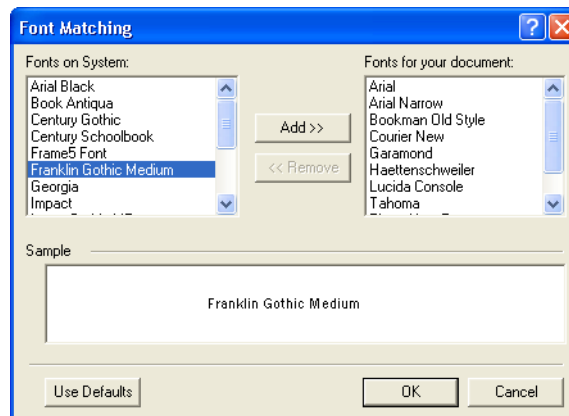 Font Matching
Fonts on System:
Arial Black
Book Antiqua
Century Gothic
Century Schoolbook
Frame5 Font
Franklin Gothic Medium
Georgia
Impact
Add >>
<< Remove
Fonts for your document:
Arial
Arial Narrow
Bookman Old Style
Courier New
Garamond
Haettenschweiler
Lucida Console
Tahoma
Sample
Franklin Gothic Medium
Use Defaults
OK
Cancel